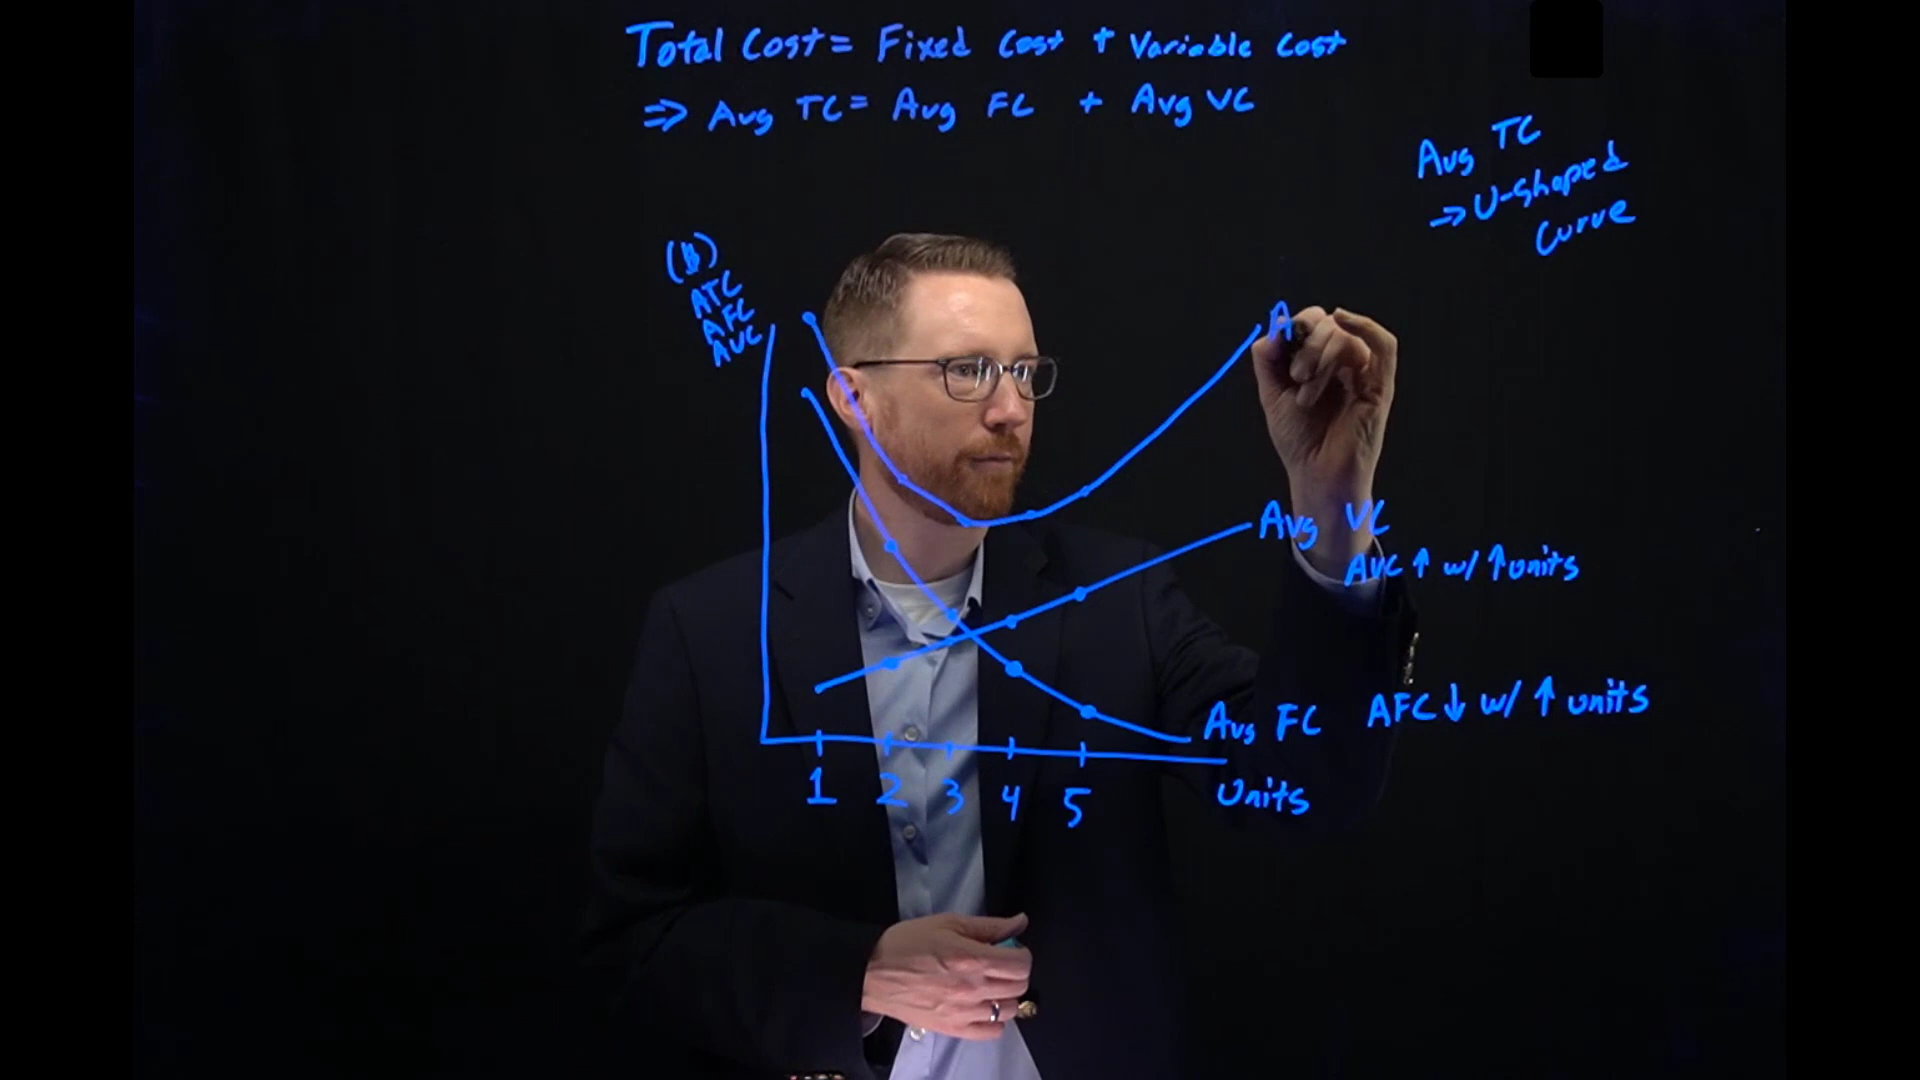 Total Cost = Fixed Cost + Variable Cost
⇒ Avg TC = Avg FC + Avg VC
Avg TC
⇒ U-shaped
Curve
($)
ATC
AFC
AVC
A
Avg VC
AVC ↑ w/ ↑ units
Avg FC AFC ↓ w/ ↑ units
1 2 3 4 5 Units